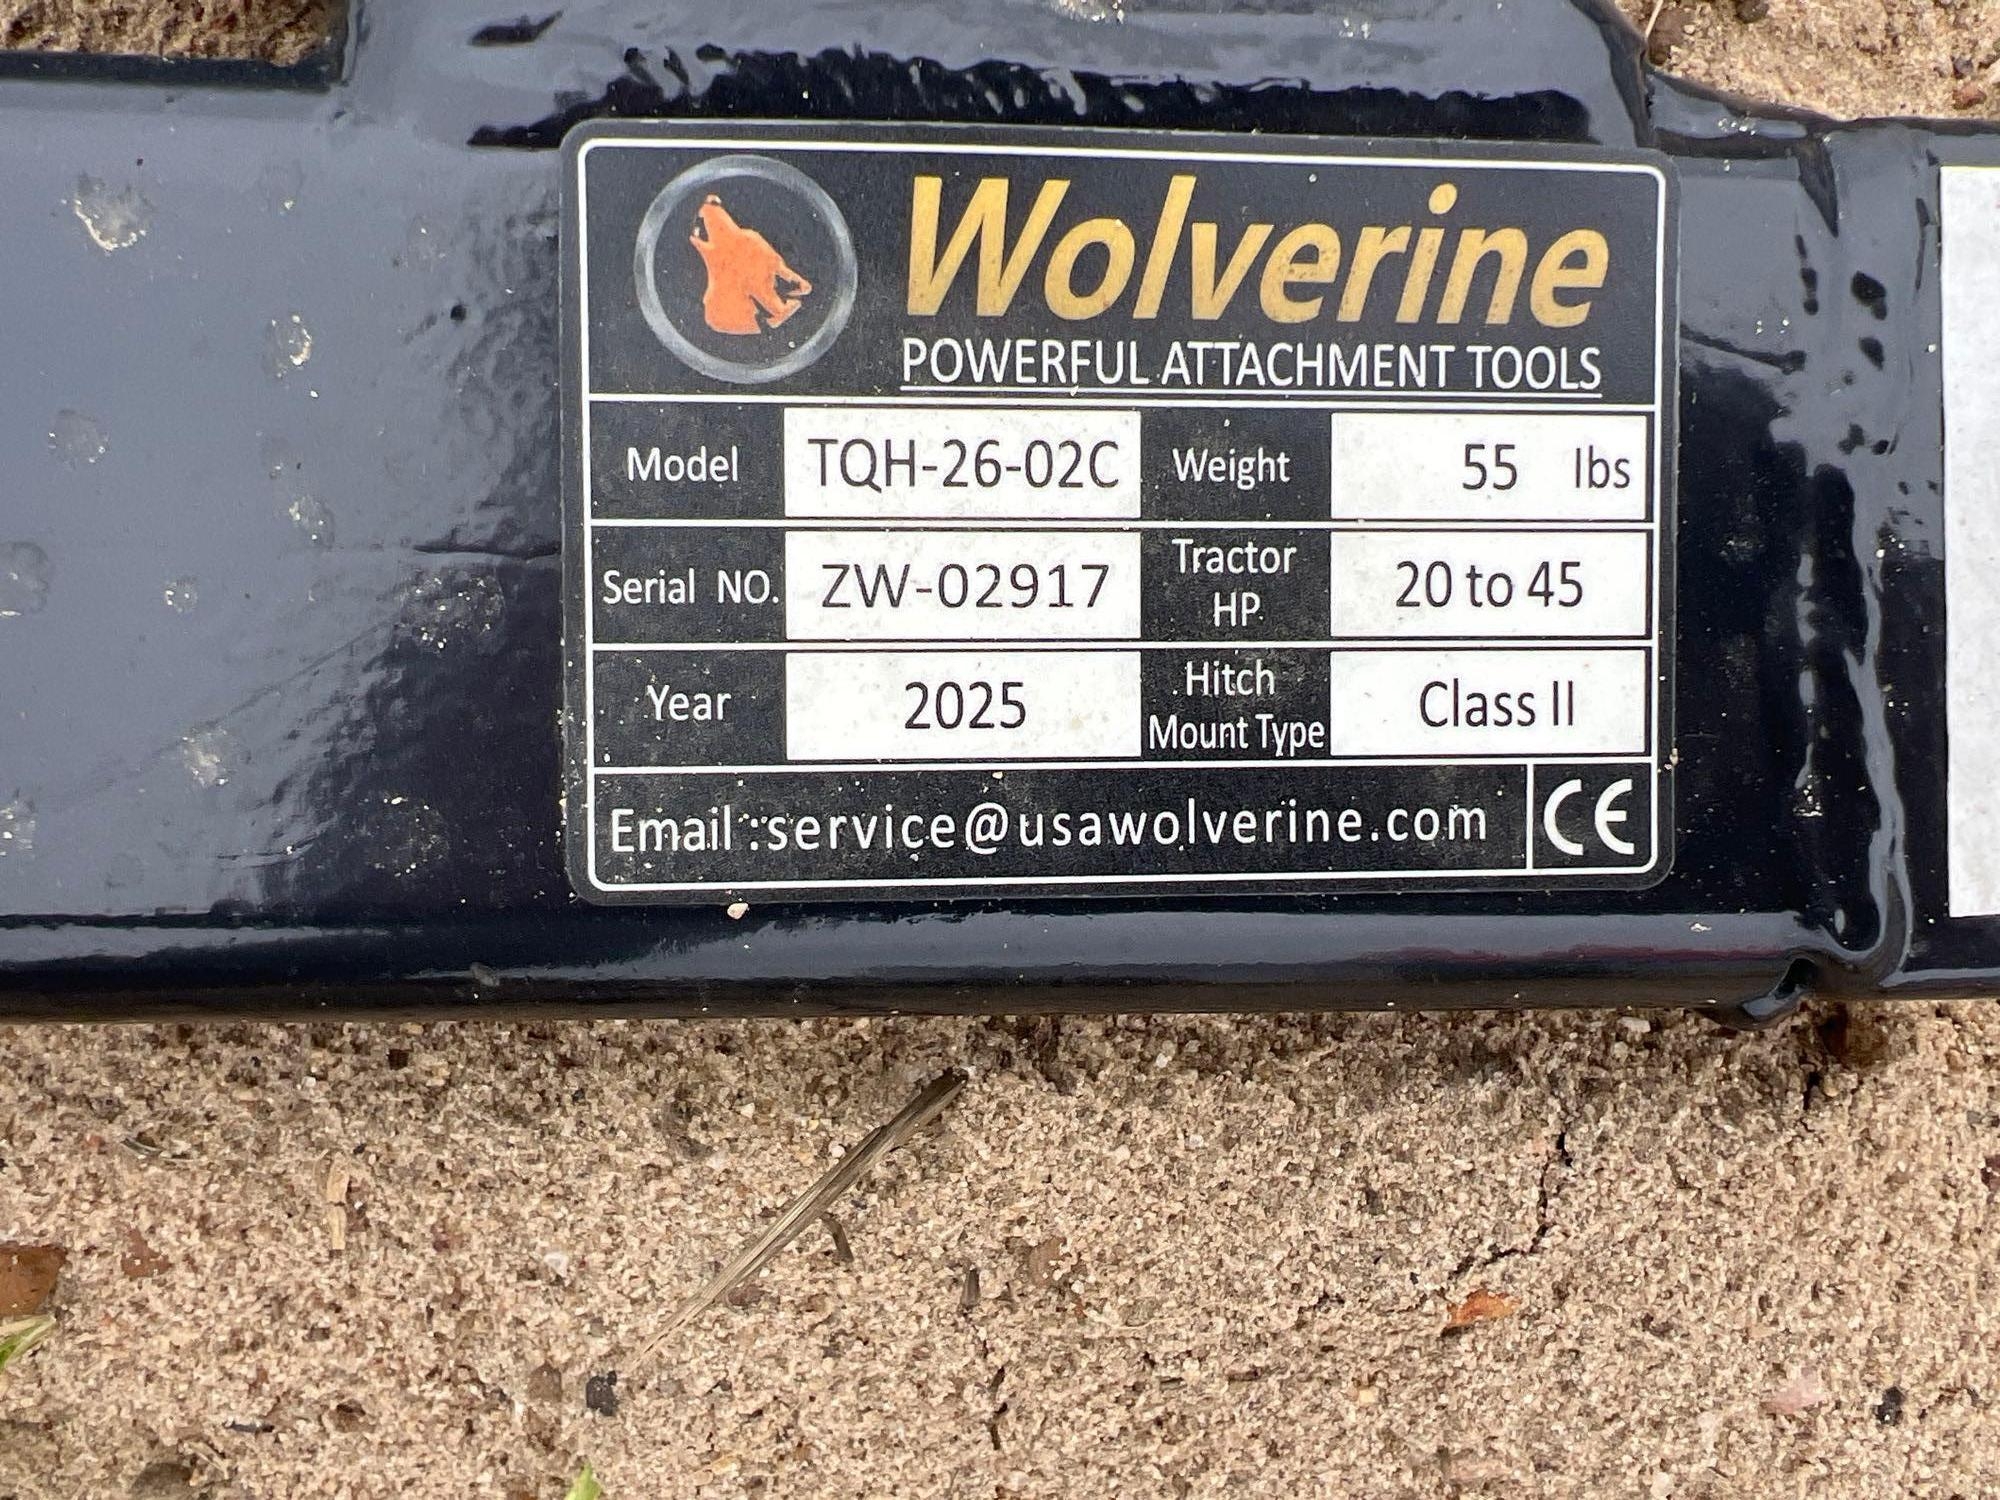 Wolverine
POWERFUL ATTACHMENT TOOLS
Model TQH-26-02C Weight 55 lbs
Serial NO. ZW-02917 Tractor HP 20 to 45
Year 2025 Hitch Mount Type Class II
Email:service@usawolverine.com CE